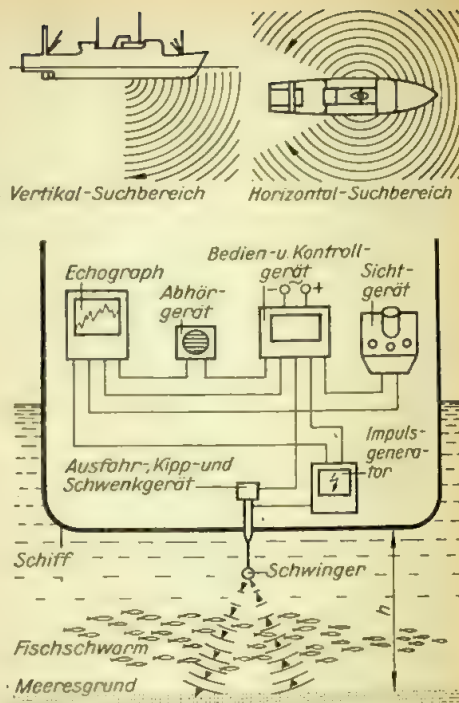 Vertikal-Suchbereich
Horizontal-Suchbereich
Echograph
Abhör-
gerät
Bedien- u. Kontroll-
gerät
- ~ +
Sicht-
gerät
Ausfahr-, Kipp- und
Schwenkgerät
Impuls-
genera-
tor
Schiff
Schwinger
h
Fischschwarm
Meeresgrund